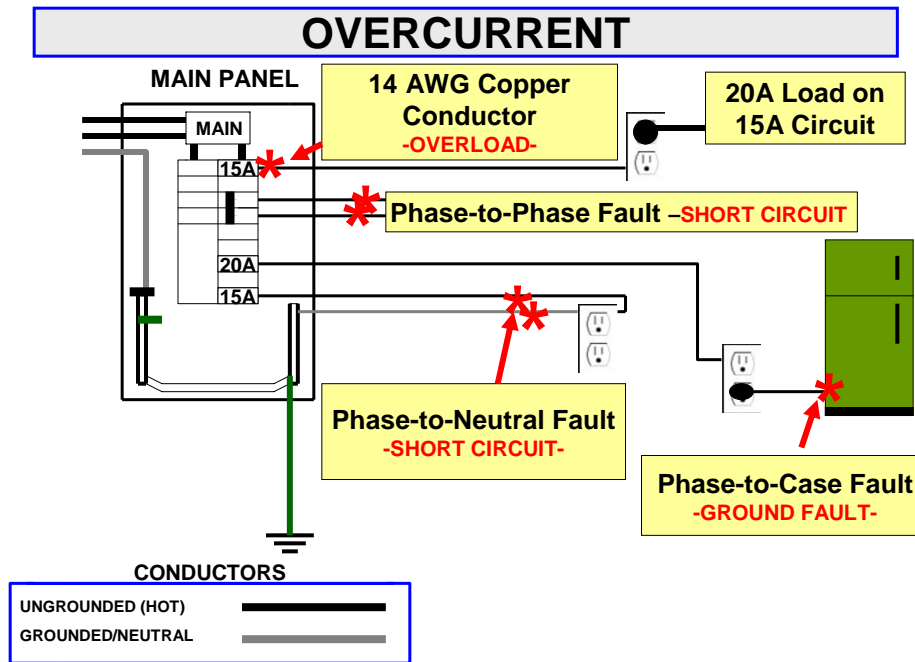 OVERCURRENT
MAIN PANEL
14 AWG Copper
Conductor
-OVERLOAD-
20A Load on
15A Circuit
MAIN
15A
Phase-to-Phase Fault –SHORT CIRCUIT
20A
15A
Phase-to-Neutral Fault
-SHORT CIRCUIT-
Phase-to-Case Fault
-GROUND FAULT-
CONDUCTORS
UNGROUNDED (HOT)
GROUNDED/NEUTRAL